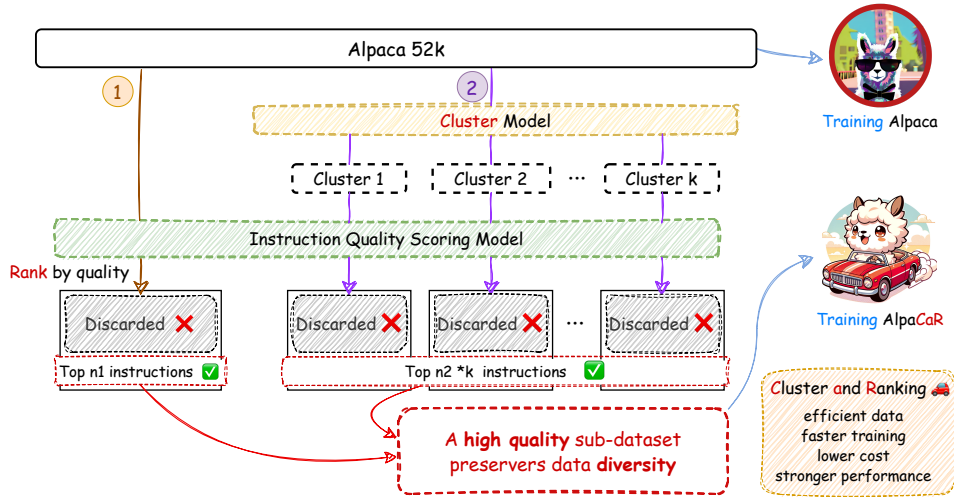 Alpaca 52k
1
2
Training Alpaca
Cluster Model
Cluster 1
Cluster 2
...
Cluster k
Instruction Quality Scoring Model
Rank by quality
Discarded
Discarded
Discarded
...
Discarded
Training AlpaCaR
Top n1 instructions
Top n2 *k instructions
A high quality sub-dataset
preservers data diversity
Cluster and Ranking
efficient data
faster training
lower cost
stronger performance